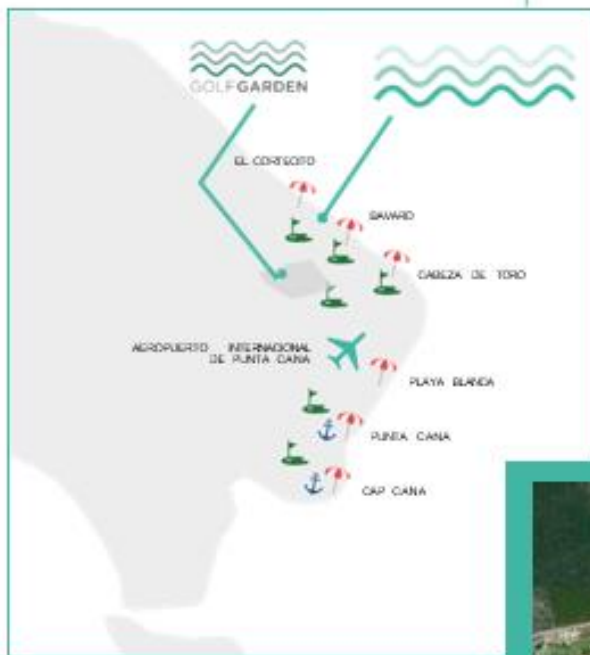 GOLFGARDEN
EL CORTECITO
BAVARO
CABEZA DE TORO
AEROPUERTO INTERNACIONAL
DE PUNTA CANA
PLAYA BLANCA
PUNTA CANA
CAP CANA